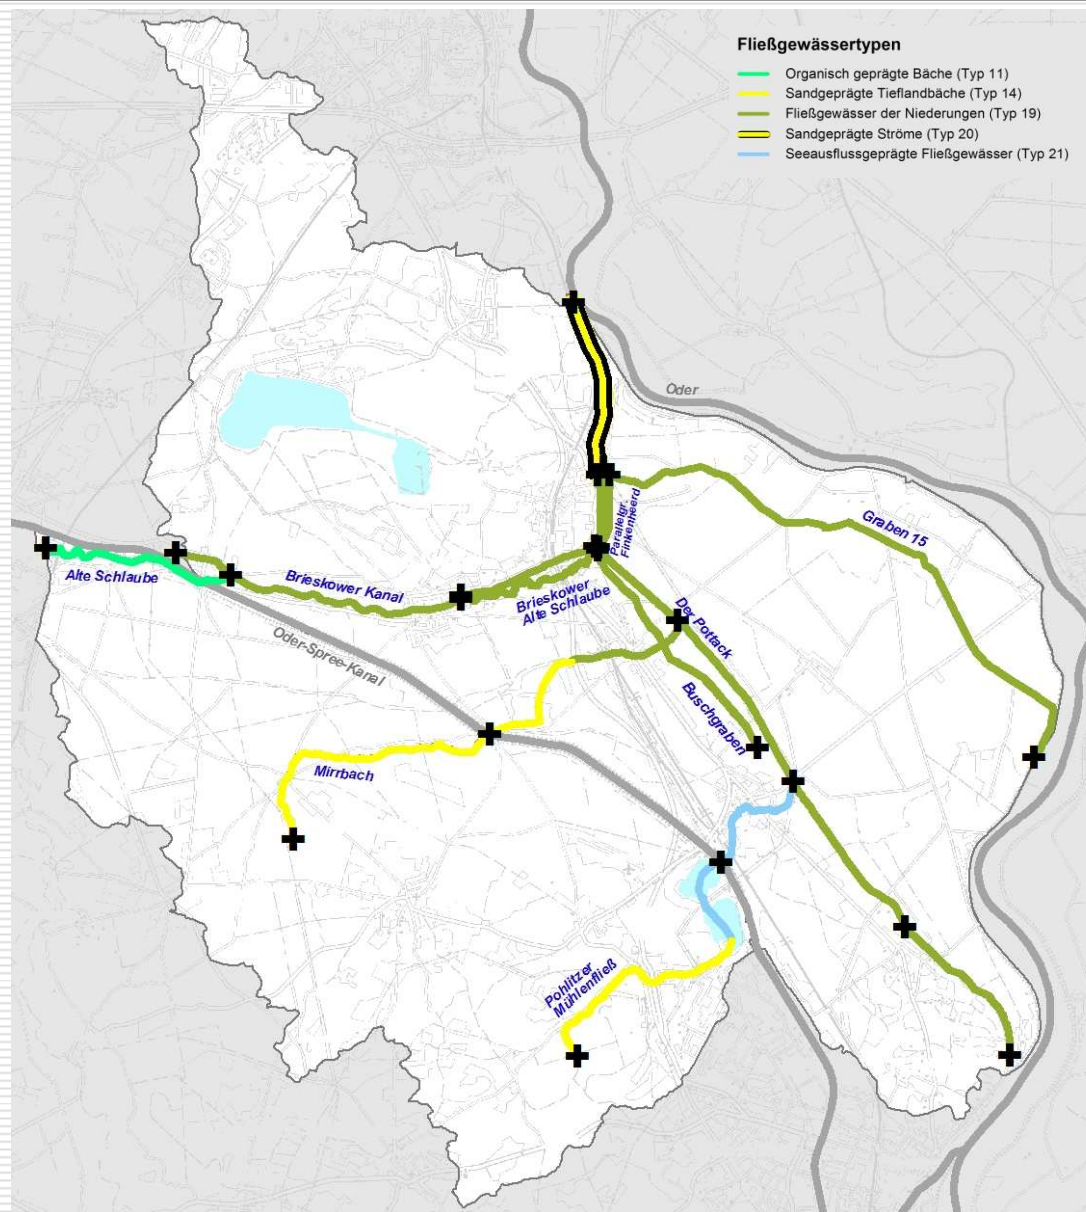 Fließgewässertypen
Organisch geprägte Bäche (Typ 11)
Sandgeprägte Tieflandbäche (Typ 14)
Fließgewässer der Niederungen (Typ 19)
Sandgeprägte Ströme (Typ 20)
Seeausflussgeprägte Fließgewässer (Typ 21)
Oder
Graben 15
Parallelgr.
Finkenheerd
Alte Schlaube
Brieskower Kanal
Brieskower
Alte Schlaube
Der Pottack
Oder-Spree-Kanal
Buschgraben
Mirrbach
Pohlitzer
Mühlenfließ